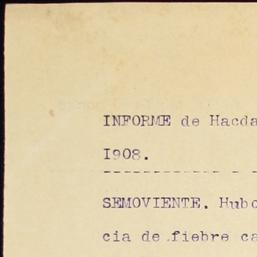 INFORME de Hacda
1908.
SEMOVIENTE. Hubo
cia de fiebre ca